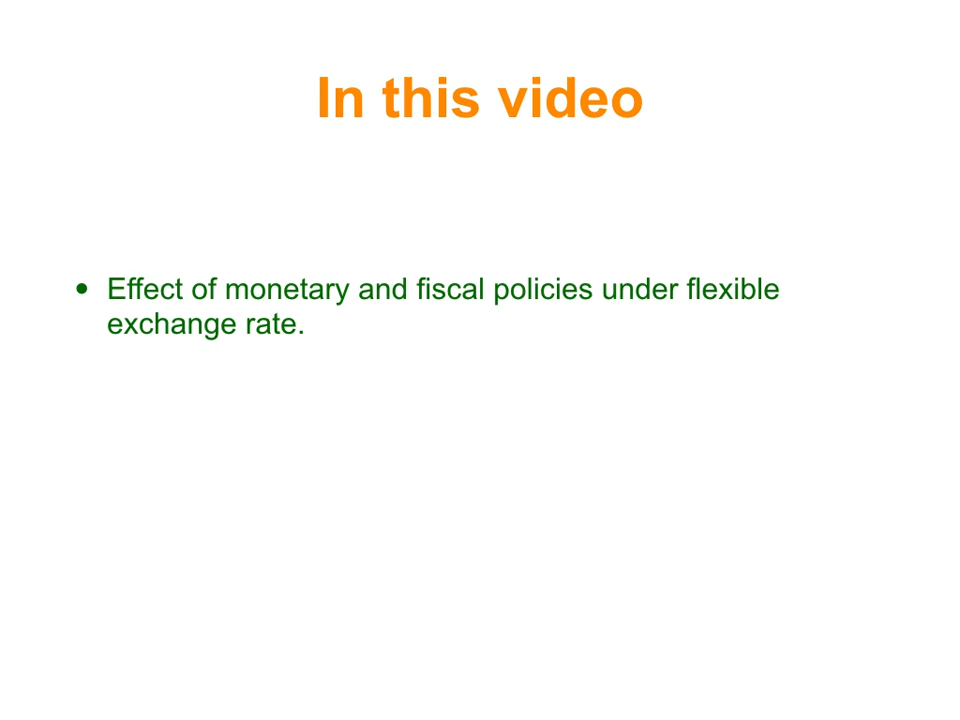 In this video
• Effect of monetary and fiscal policies under flexible
exchange rate.